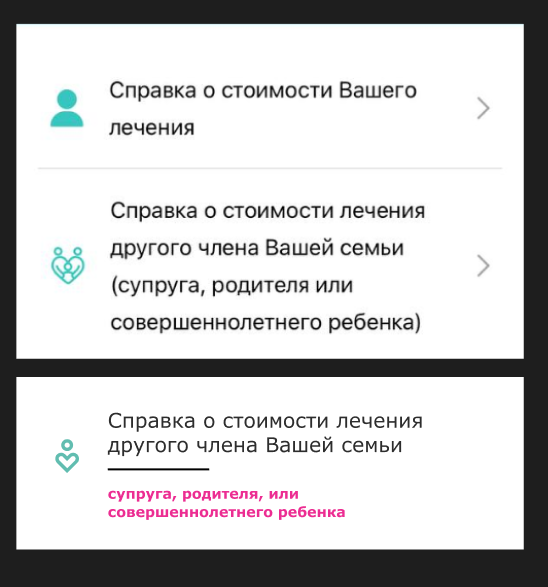 Справка о стоимости Вашего
лечения
Справка о стоимости лечения
другого члена Вашей семьи
(супруга, родителя или
совершеннолетнего ребенка)
Справка о стоимости лечения
другого члена Вашей семьи
супруга, родителя, или
совершеннолетнего ребенка